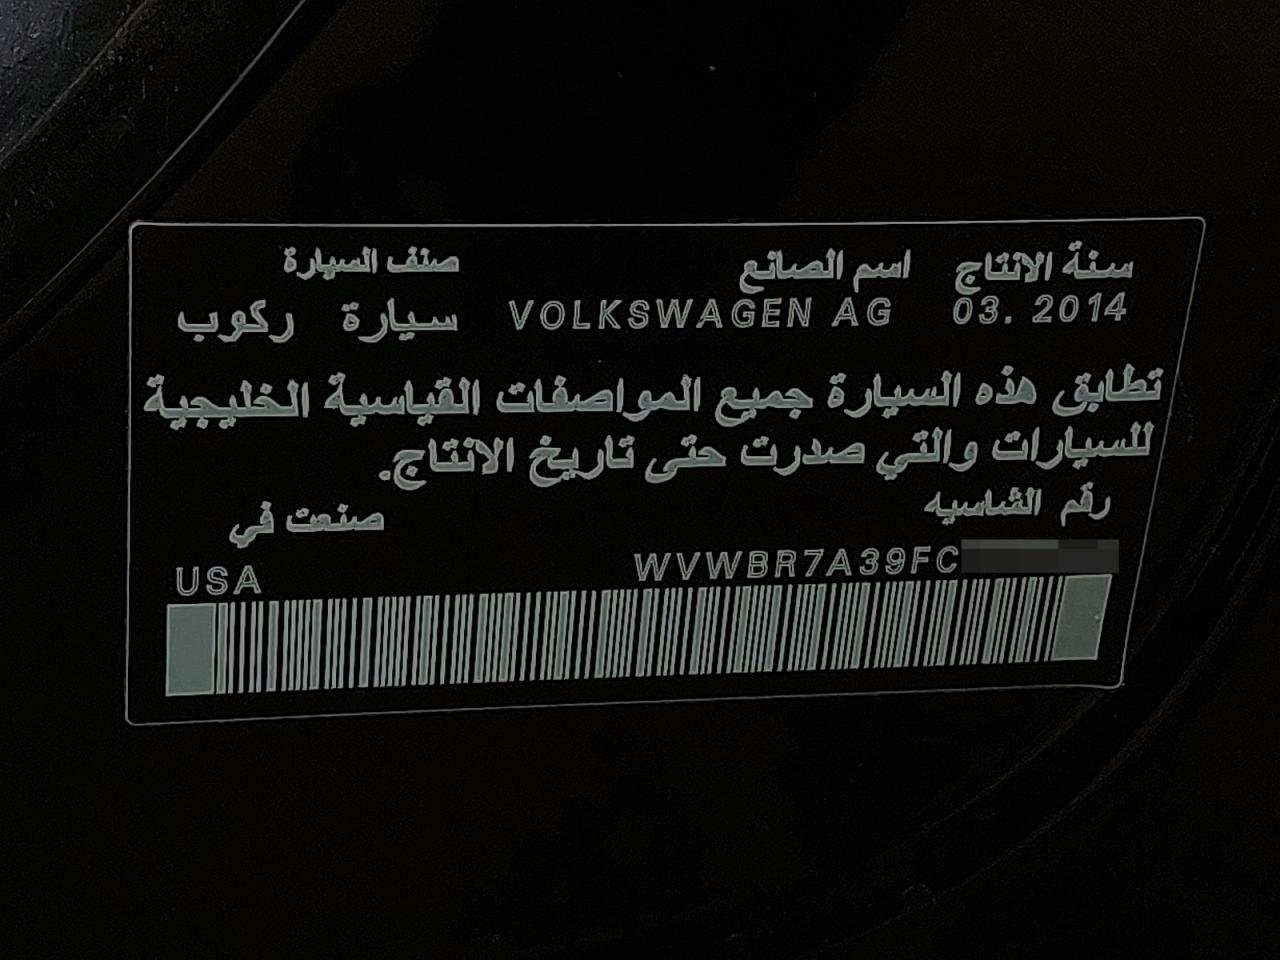 سنة الانتاج اسم الصانع صنف السيارة
03. 2014 VOLKSWAGEN AG سيارة ركوب
تطابق هذه السيارة جميع المواصفات القياسية الخليجية
للسيارات والتي صدرت حتى تاريخ الانتاج.
رقم الشاسيه صنعت في
WVWBR7A39FC USA